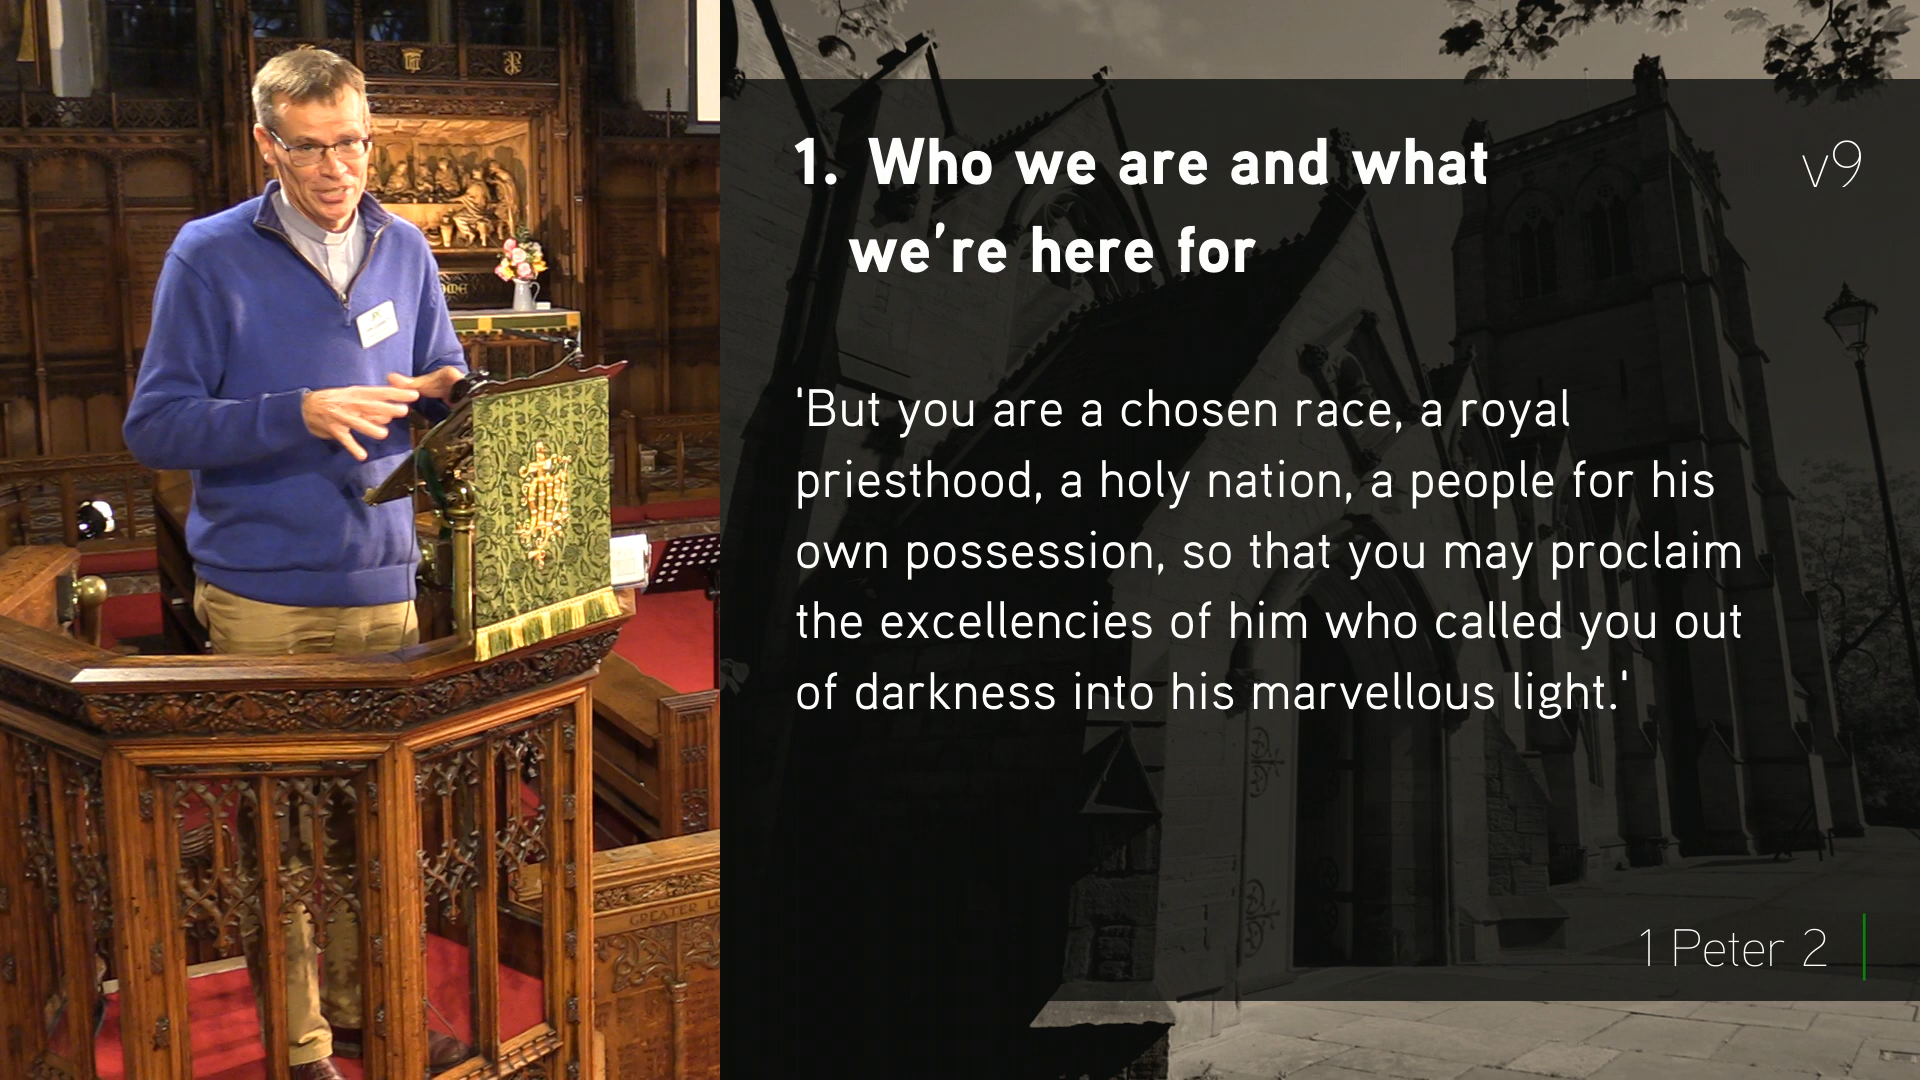 1. Who we are and what
we're here for
v9
'But you are a chosen race, a royal
priesthood, a holy nation, a people for his
own possession, so that you may proclaim
the excellencies of him who called you out
of darkness into his marvellous light.'
1 Peter 2
GREATER